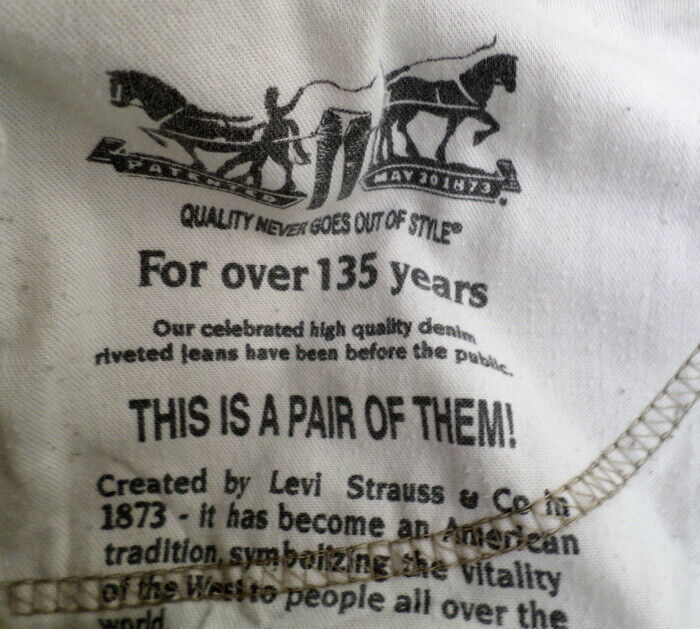 PATENTED MAY 20 1873
QUALITY NEVER GOES OUT OF STYLE®
For over 135 years
Our celebrated high quality denim
riveted jeans have been before the public.
THIS IS A PAIR OF THEM!
Created by Levi Strauss & Co in
1873 - it has become an American
tradition, symbolizing the vitality
of the West to people all over the
world